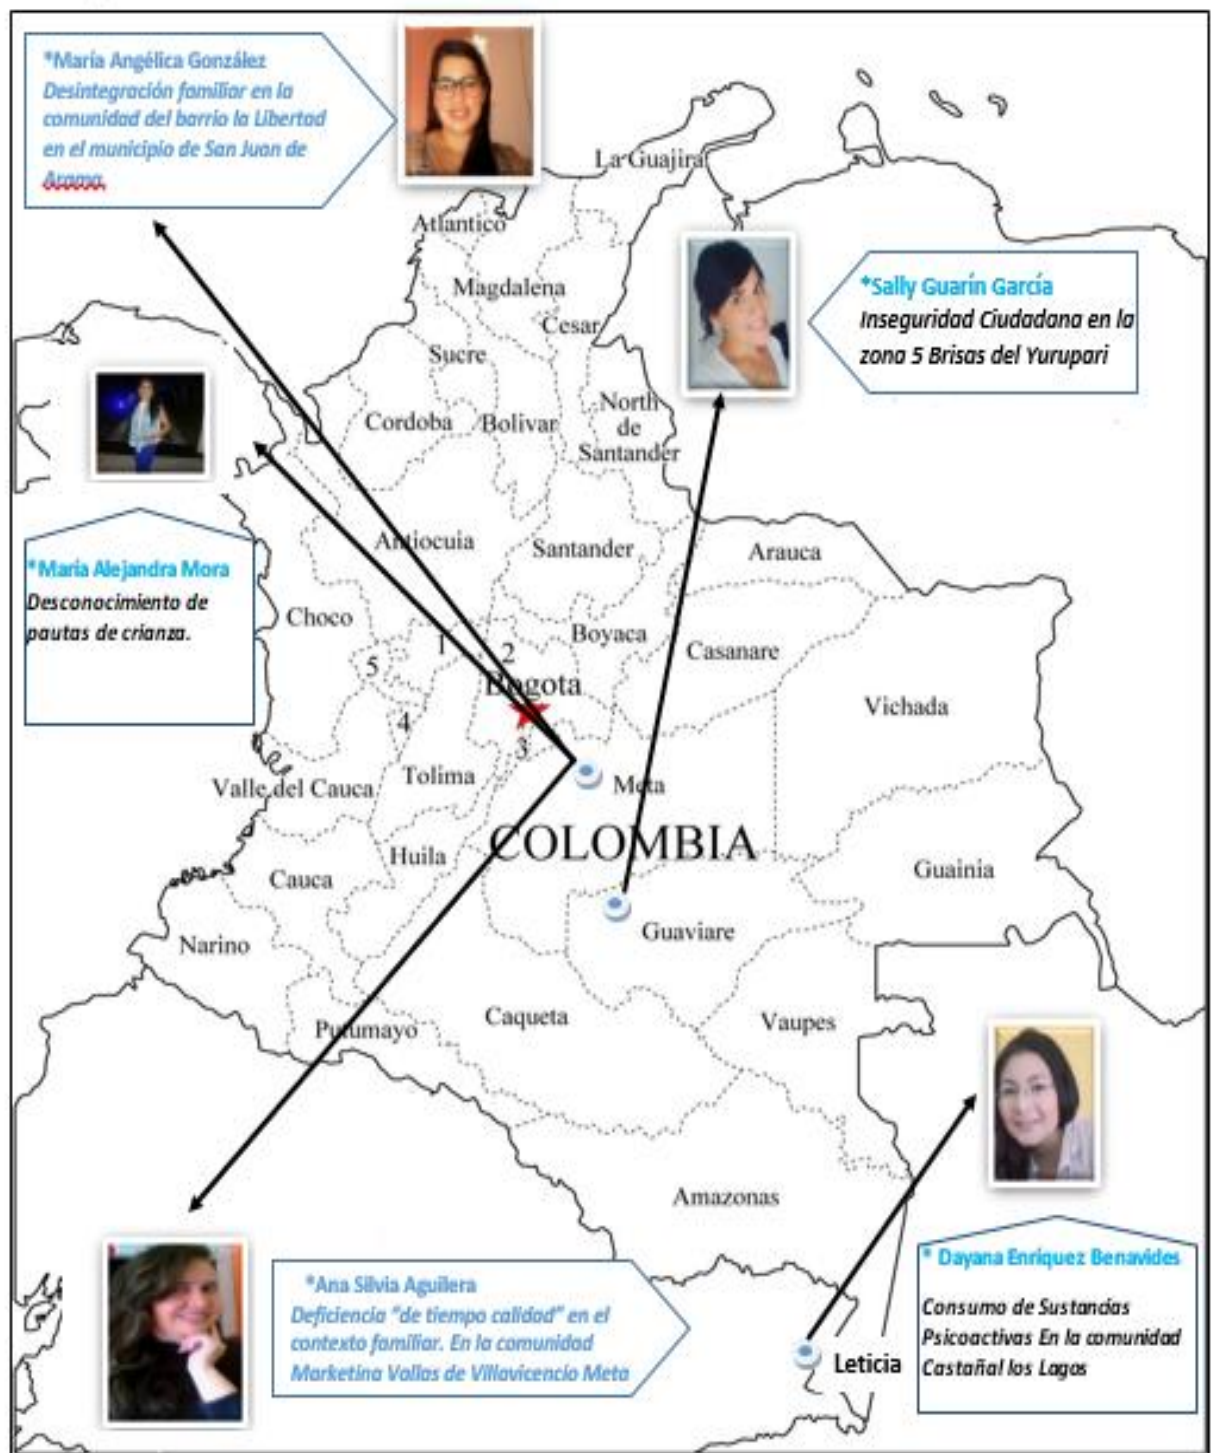 *María Angélica González
Desintegración familiar en la
comunidad del barrio la Libertad
en el municipio de San Juan de
Arama.
La Guajira
Atlantico
Magdalena
Cesar
*Sally Guarín García
Inseguridad Ciudadana en la
zona 5 Brisas del Yurupari
Sucre
Cordoba
Bolivar
North
de
Santander
Antiocuia
Santander
Arauca
*Maria Alejandra Mora
Desconocimiento de
pautas de crianza.
Choco
1
2
Boyaca
Casanare
5
Bogota
Vichada
4
3
Valle del Cauca
Tolima
Meta
COLOMBIA
Huila
Cauca
Guainia
Narino
Guaviare
Putumayo
Caqueta
Vaupes
Amazonas
*Ana Silvia Aguilera
Deficiencia "de tiempo calidad" en el
contexto familiar. En la comunidad
Marketina Vallas de Villavicencio Meta
* Dayana Enríquez Benavides
Consumo de Sustancias
Psicoactivas En la comunidad
Castañal los Lagos
Leticia